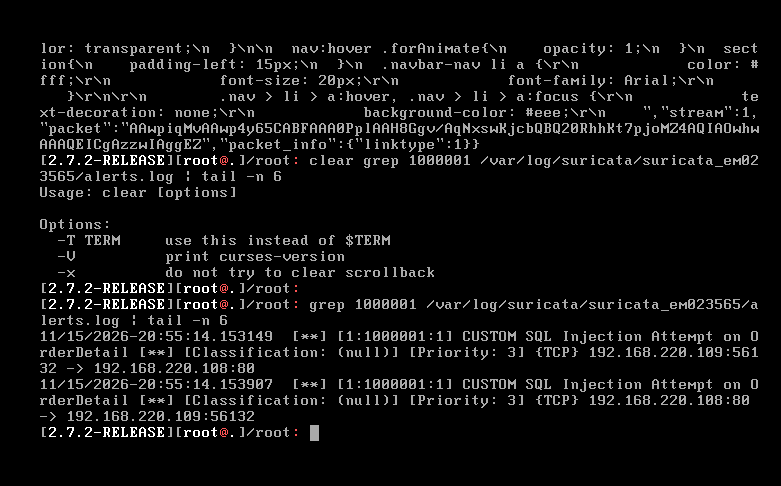 lor: transparent;\n  }\n\n  nav:hover .forAnimate{\n    opacity: 1;\n  }\n  sect
ion{\n    padding-left: 15px;\n  }\n  .navbar-nav li a {\r\n          color: #
fff;\r\n          font-size: 20px;\r\n          font-family: Arial;\r\n
  }\r\n\r\n      .nav > li > a:hover, .nav > li > a:focus {\r\n          te
xt-decoration: none;\r\n          background-color: #eee;\r\n    ","stream":1,
"packet":
[2.7.2-RELEASE][root@.]/root: clear grep 1000001 /var/log/suricata/suricata_em02
3565/alerts.log | tail -n 6
Usage: clear [options]
Options:
  -T TERM     use this instead of $TERM
  -V          print curses-version
  -x          do not try to clear scrollback
[2.7.2-RELEASE][root@.]/root:
[2.7.2-RELEASE][root@.]/root: grep 1000001 /var/log/suricata/suricata_em023565/a
lerts.log | tail -n 6
11/15/2026-20:55:14.153149  [**] [1:1000001:1] CUSTOM SQL Injection Attempt on O
rderDetail [**] [Classification: (null)] [Priority: 3] {TCP} 192.168.220.109:561
32 -> 192.168.220.108:80
11/15/2026-20:55:14.153907  [**] [1:1000001:1] CUSTOM SQL Injection Attempt on O
rderDetail [**] [Classification: (null)] [Priority: 3] {TCP} 192.168.220.108:80
-> 192.168.220.109:56132
[2.7.2-RELEASE][root@.]/root: